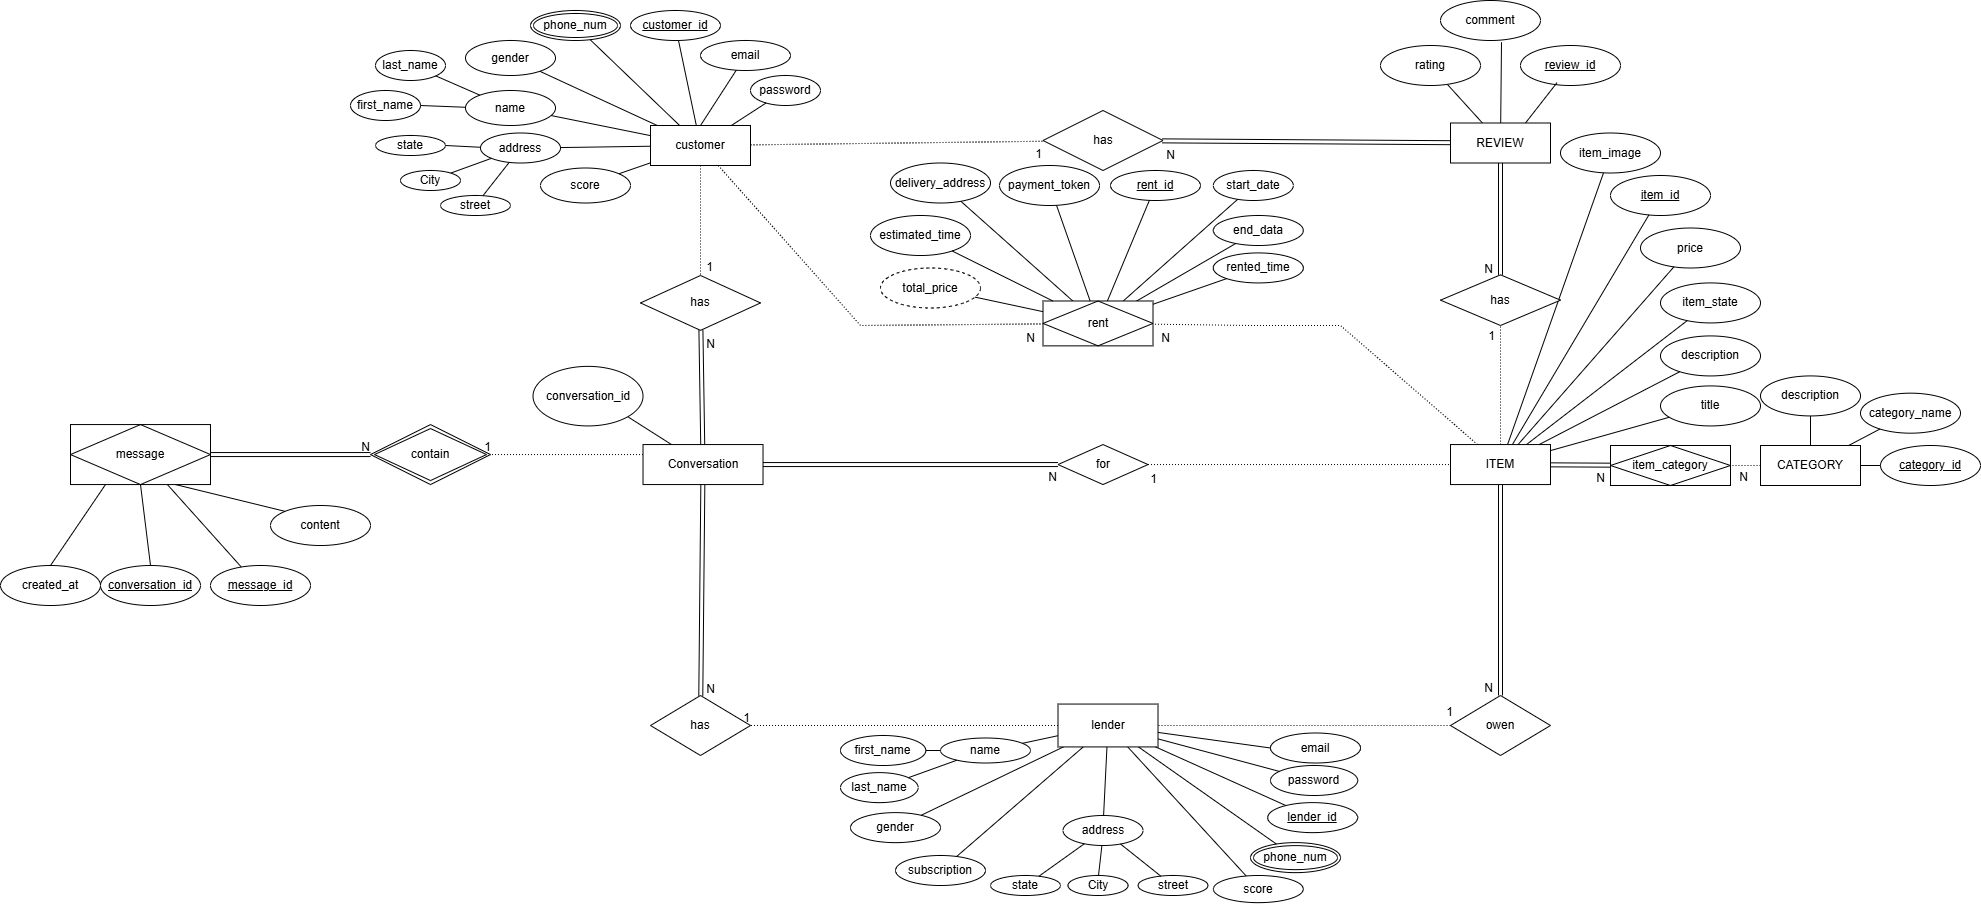 comment
phone_num
customer_id
email
gender
last_name
rating
review_id
password
first_name
name
customer
has
REVIEW
1
N
state
address
item_image
City
score
street
delivery_address
payment_token
rent_id
start_date
item_id
estimated_time
end_data
price
rented_time
total_price
1
has
N
N
has
1
item_state
rent
N
N
description
conversation_id
title
description
category_name
message
N
contain
1
Conversation
for
N
1
ITEM
item_category
N
N
CATEGORY
category_id
content
created_at
conversation_id
message_id
N
has
1
lender
1
N
owen
first_name
name
last_name
gender
subscription
address
state
City
street
email
password
lender_id
phone_num
score